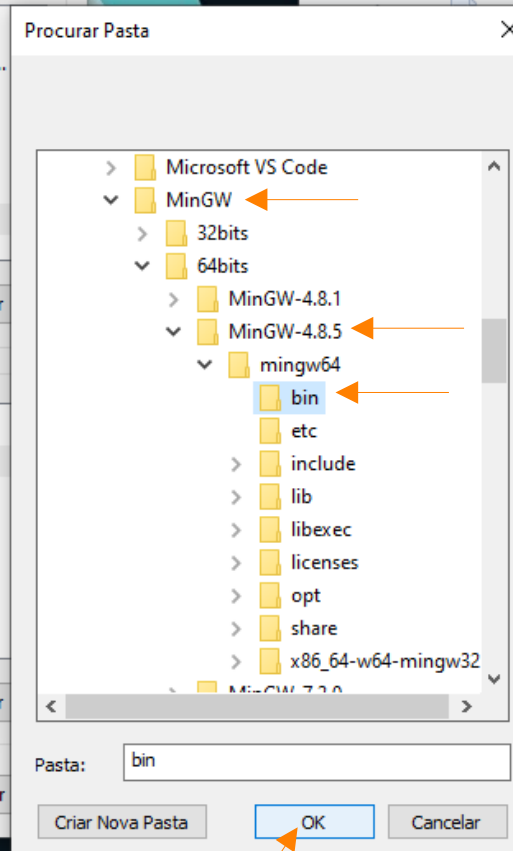 Procurar Pasta
Microsoft VS Code
MinGW
32bits
64bits
MinGW-4.8.1
MinGW-4.8.5
mingw64
bin
etc
include
lib
libexec
licenses
opt
share
x86_64-w64-mingw32
Pasta: bin
Criar Nova Pasta OK Cancelar